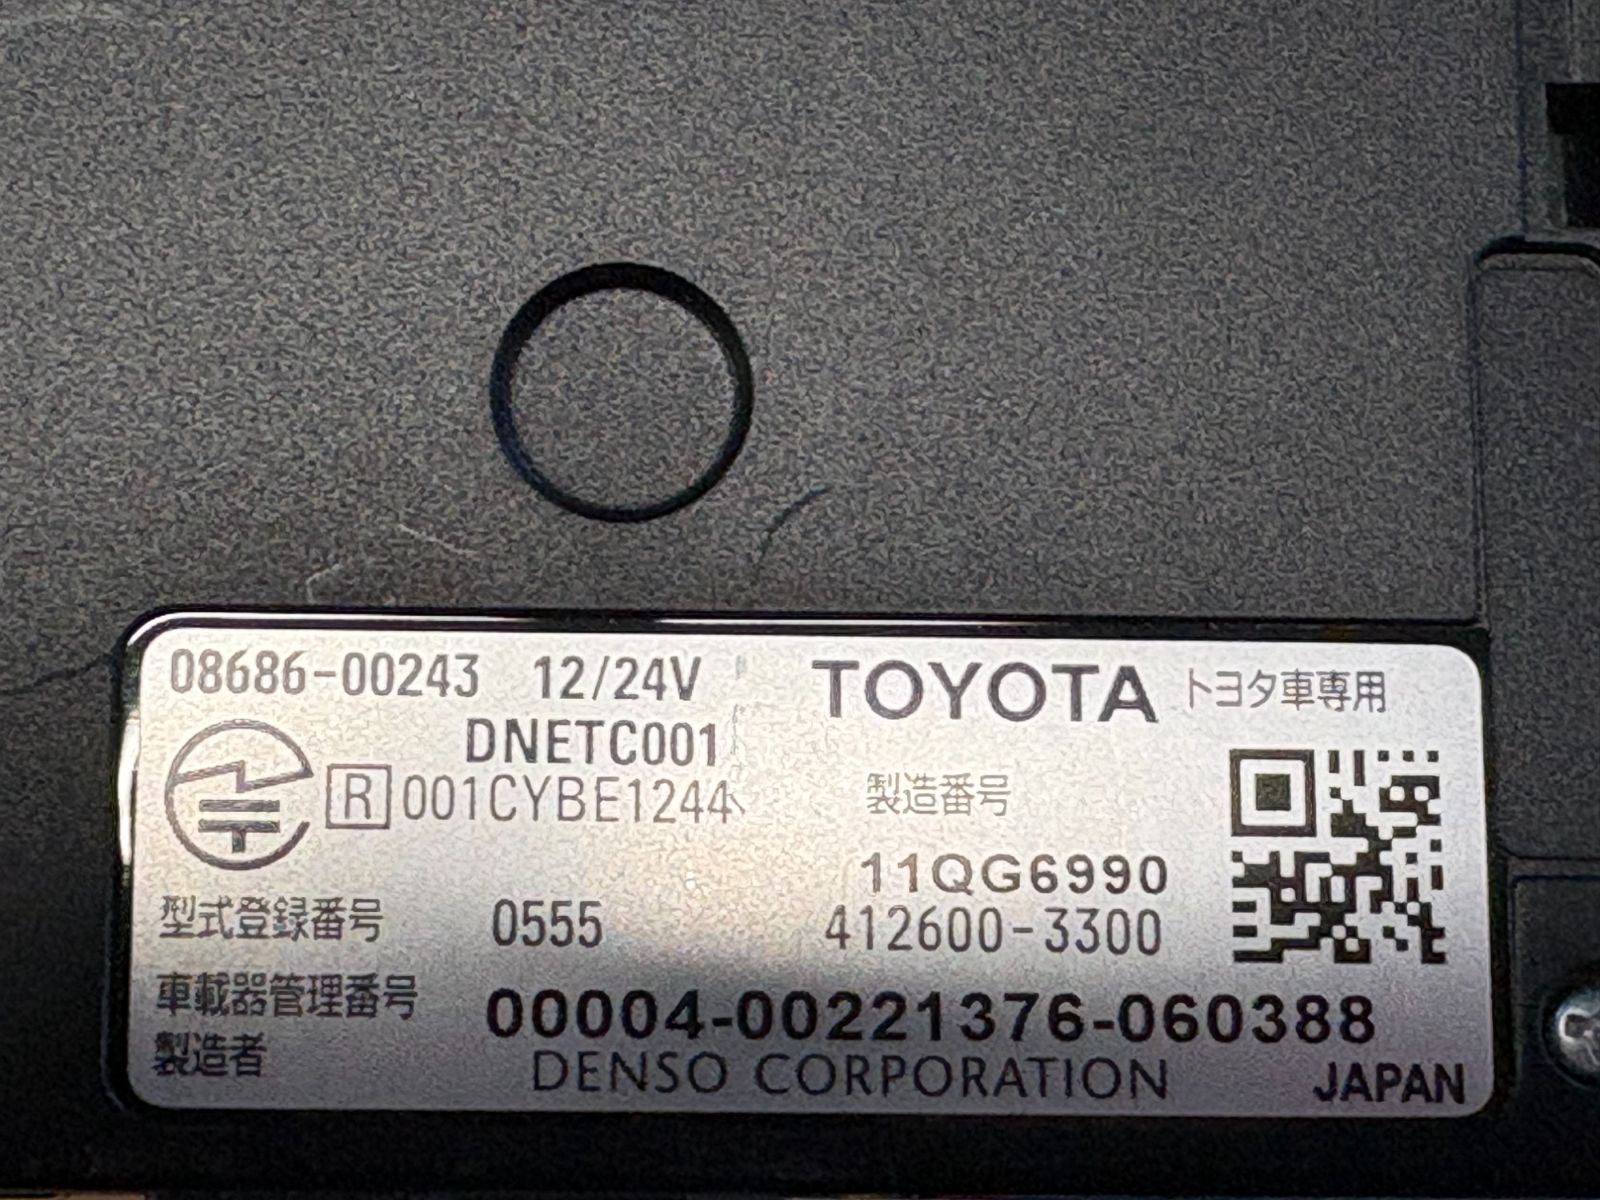 08686-00243 12/24V TOYOTA トヨタ車専用
DNETC001
R 001CYBE1244 製造番号
11QG6990
型式登録番号 0555 412600-3300
車載器管理番号 00004-00221376-060388
製造者 DENSO CORPORATION JAPAN